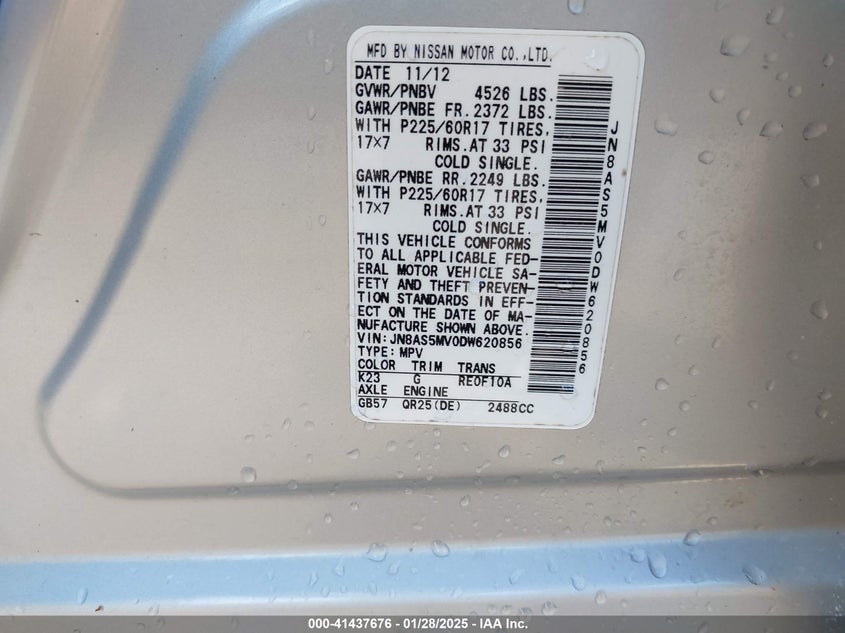 MFD BY NISSAN MOTOR CO.,LTD.
DATE 11/12
GVWR/PNBV 4526 LBS.
GAWR/PNBE FR.2372 LBS.
WITH P225/60R17 TIRES,
17×7 RIMS.AT 33 PSI
COLD SINGLE.
GAWR/PNBE RR.2249 LBS.
WITH P225/60R17 TIRES,
17×7 RIMS.AT 33 PSI
COLD SINGLE.
THIS VEHICLE CONFORMS
TO ALL APPLICABLE FED-
ERAL MOTOR VEHICLE SA-
FETY AND THEFT PREVEN-
TION STANDARDS IN EFF-
ECT ON THE DATE OF MA-
NUFACTURE SHOWN ABOVE.
VIN:JN8AS5MV0DW620856
TYPE:MPV
COLOR TRIM TRANS
K23 G RE0F10A
AXLE ENGINE
GB57 QR25(DE) 2488CC
JN8AS5MV0DW620856
000-41437676 - 01/28/2025 - IAA Inc.